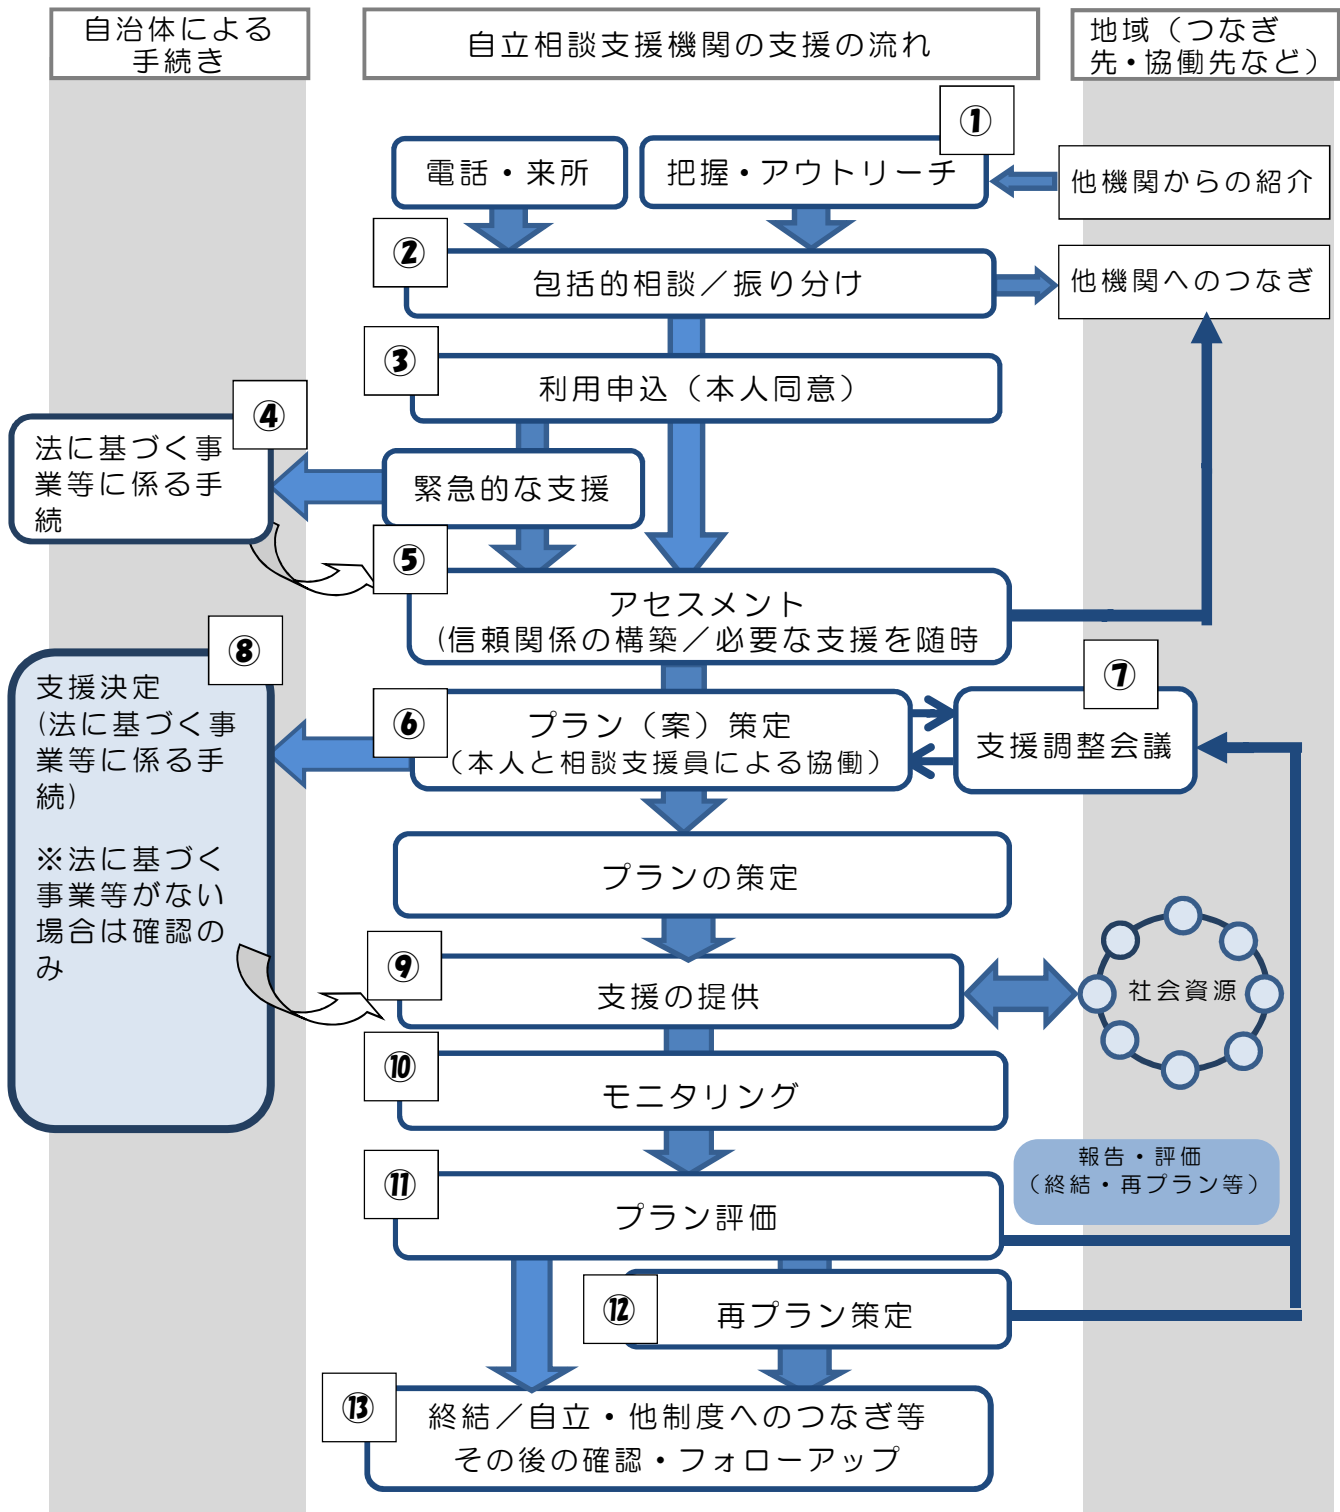 自治体による
手続き
自立相談支援機関の支援の流れ
地域（つなぎ
先・協働先など）
①
電話・来所
把握・アウトリーチ
他機関からの紹介
②
包括的相談／振り分け
他機関へのつなぎ
③
利用申込（本人同意）
④
法に基づく事
業等に係る手
続
緊急的な支援
⑤
アセスメント
(信頼関係の構築／必要な支援を随時
⑧
支援決定
(法に基づく事
業等に係る手
続)
※法に基づく
事業等がない
場合は確認の
み
⑥
プラン（案）策定
（本人と相談支援員による協働）
⑦
支援調整会議
プランの策定
⑨
支援の提供
社会資源
⑩
モニタリング
報告・評価
（終結・再プラン等）
⑪
プラン評価
⑫
再プラン策定
⑬
終結／自立・他制度へのつなぎ等
その後の確認・フォローアップ